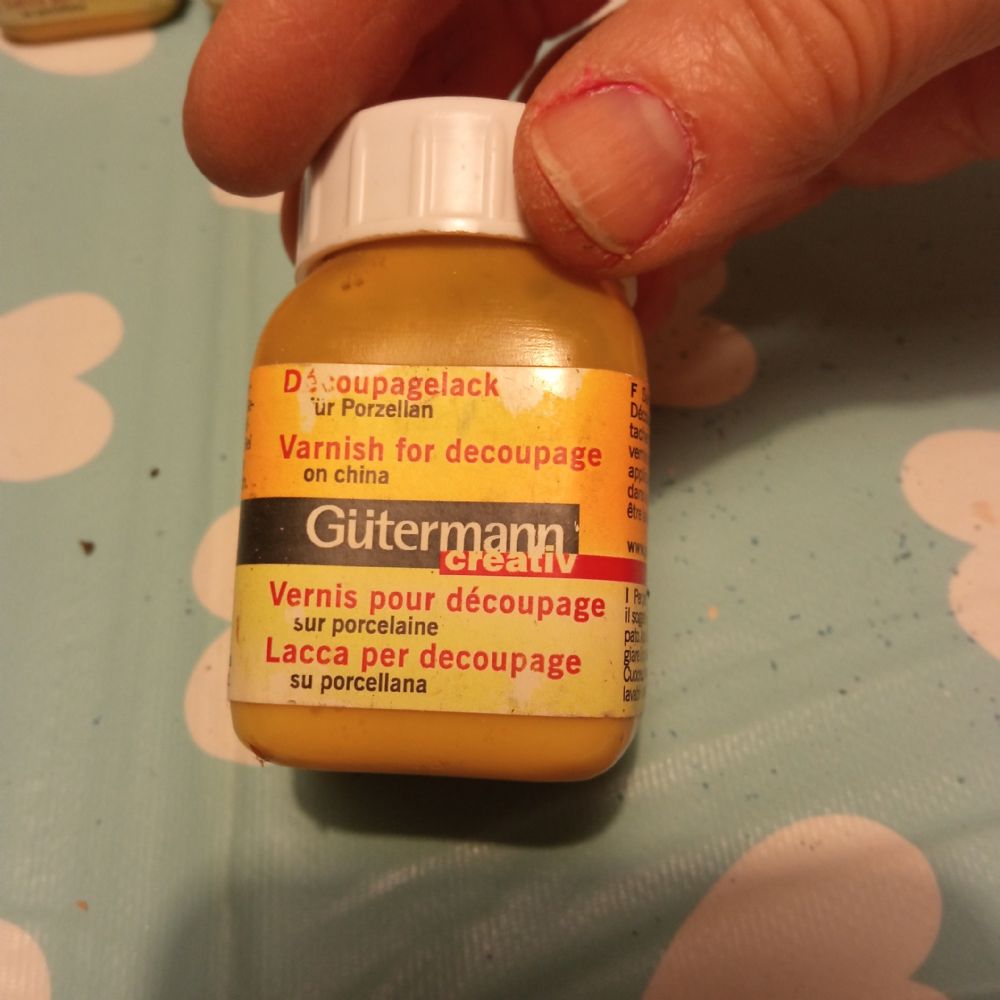 Découpagelack
für Porzellan
Varnish for decoupage
on china
Gütermann
creativ
Vernis pour découpage
sur porcelaine
Lacca per decoupage
su porcellana
F
être
I